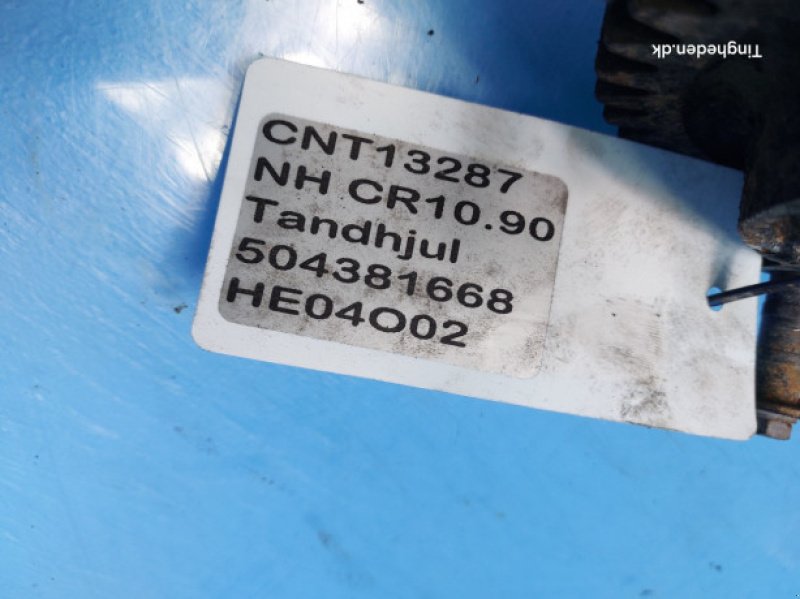 Tingheden.dk
CNT13287
NH CR10.90
Tandhjul
504381668
HE04O02